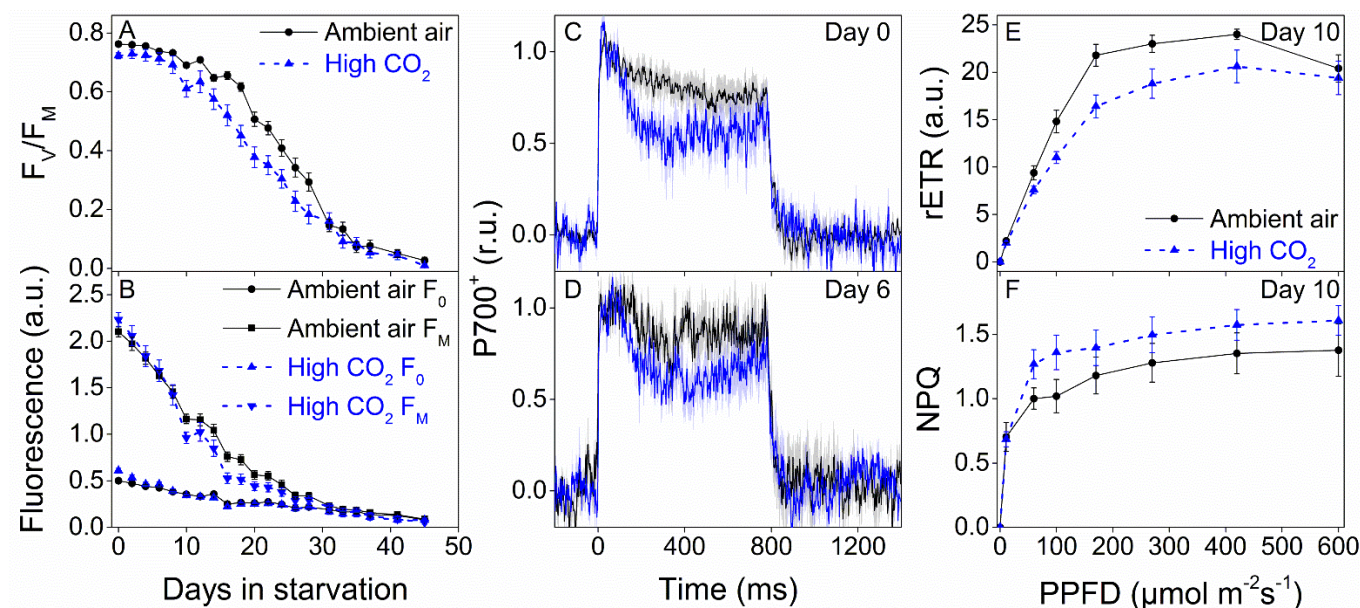 A
Ambient air
High CO₂
0.8
0.6
0.4
0.2
0.0
F_V/F_M
B
Ambient air F₀
Ambient air F_M
High CO₂ F₀
High CO₂ F_M
2.5
2.0
1.5
1.0
0.5
0.0
Fluorescence (a.u.)
0 10 20 30 40 50
Days in starvation
C
Day 0
1.0
0.5
0.0
D
Day 6
1.0
0.5
0.0
P700⁺ (r.u.)
0 400 800 1200
Time (ms)
E
Day 10
25
20
15
10
5
0
rETR (a.u.)
Ambient air
High CO₂
F
Day 10
1.5
1.0
0.5
0.0
NPQ
0 100 200 300 400 500 600
PPFD (μmol m⁻²s⁻¹)